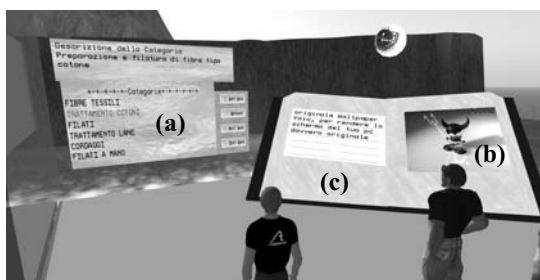 Descrizione della Categoria
Preparazione e filatura di fibre tipo
cotone
Categorie
FIBRE TESSILI
TRATTAMENTO COTONI
FILATI
TRATTAMENTO LANE
CORDAGGI
FILATI A MANO
(a)
originale Wallpaper
per rendere lo
schermo del tuo pc
davvero originale
(b)
(c)